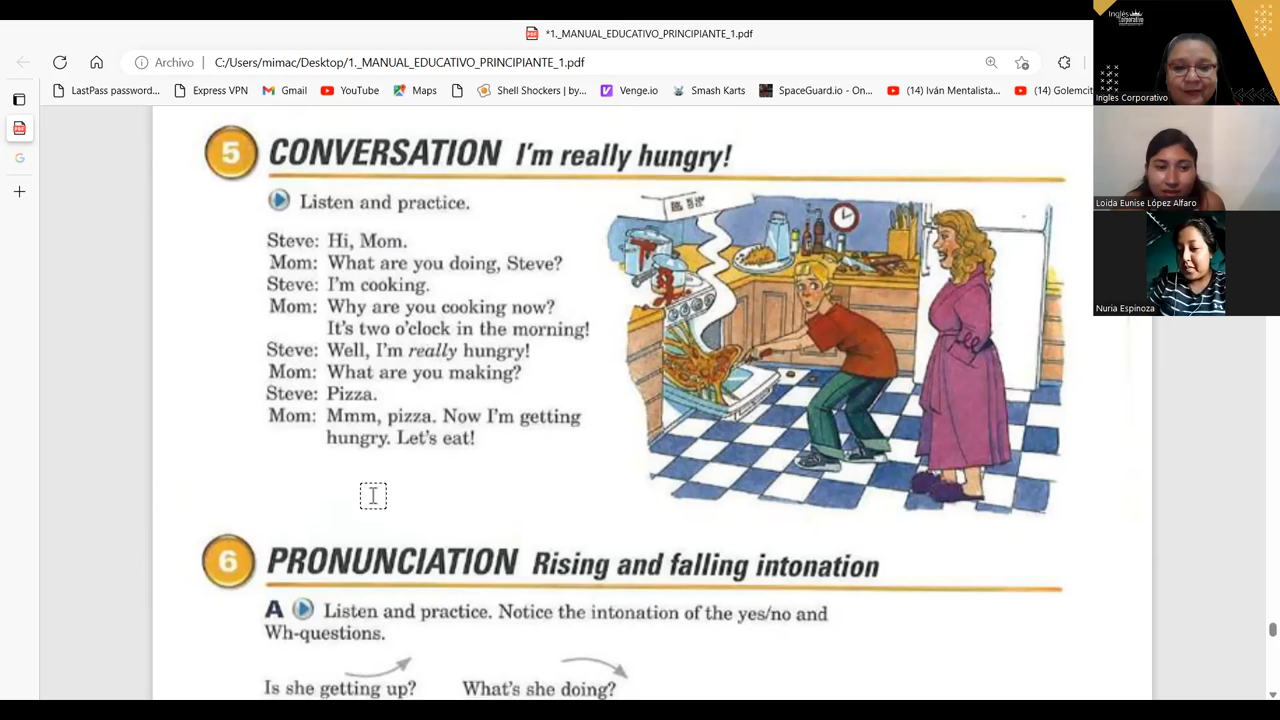 *1._MANUAL_EDUCATIVO_PRINCIPIANTE_1.pdf
Archivo C:/Users/mimac/Desktop/1._MANUAL_EDUCATIVO_PRINCIPIANTE_1.pdf
LastPass password... Express VPN Gmail YouTube Maps Shell Shockers | by... Venge.io Smash Karts SpaceGuard.io - On... (14) Iván Mentalista... (14) Golemcit
Inglés
Corporativo
Ingles Corporativo
Loida Eunise López Alfaro
Nuria Espinoza
5 CONVERSATION I'm really hungry!
Listen and practice.
Steve: Hi, Mom.
Mom: What are you doing, Steve?
Steve: I'm cooking.
Mom: Why are you cooking now?
It's two o'clock in the morning!
Steve: Well, I'm really hungry!
Mom: What are you making?
Steve: Pizza.
Mom: Mmm, pizza. Now I'm getting
hungry. Let's eat!
6 PRONUNCIATION Rising and falling intonation
A Listen and practice. Notice the intonation of the yes/no and
Wh-questions.
Is she getting up? What's she doing?